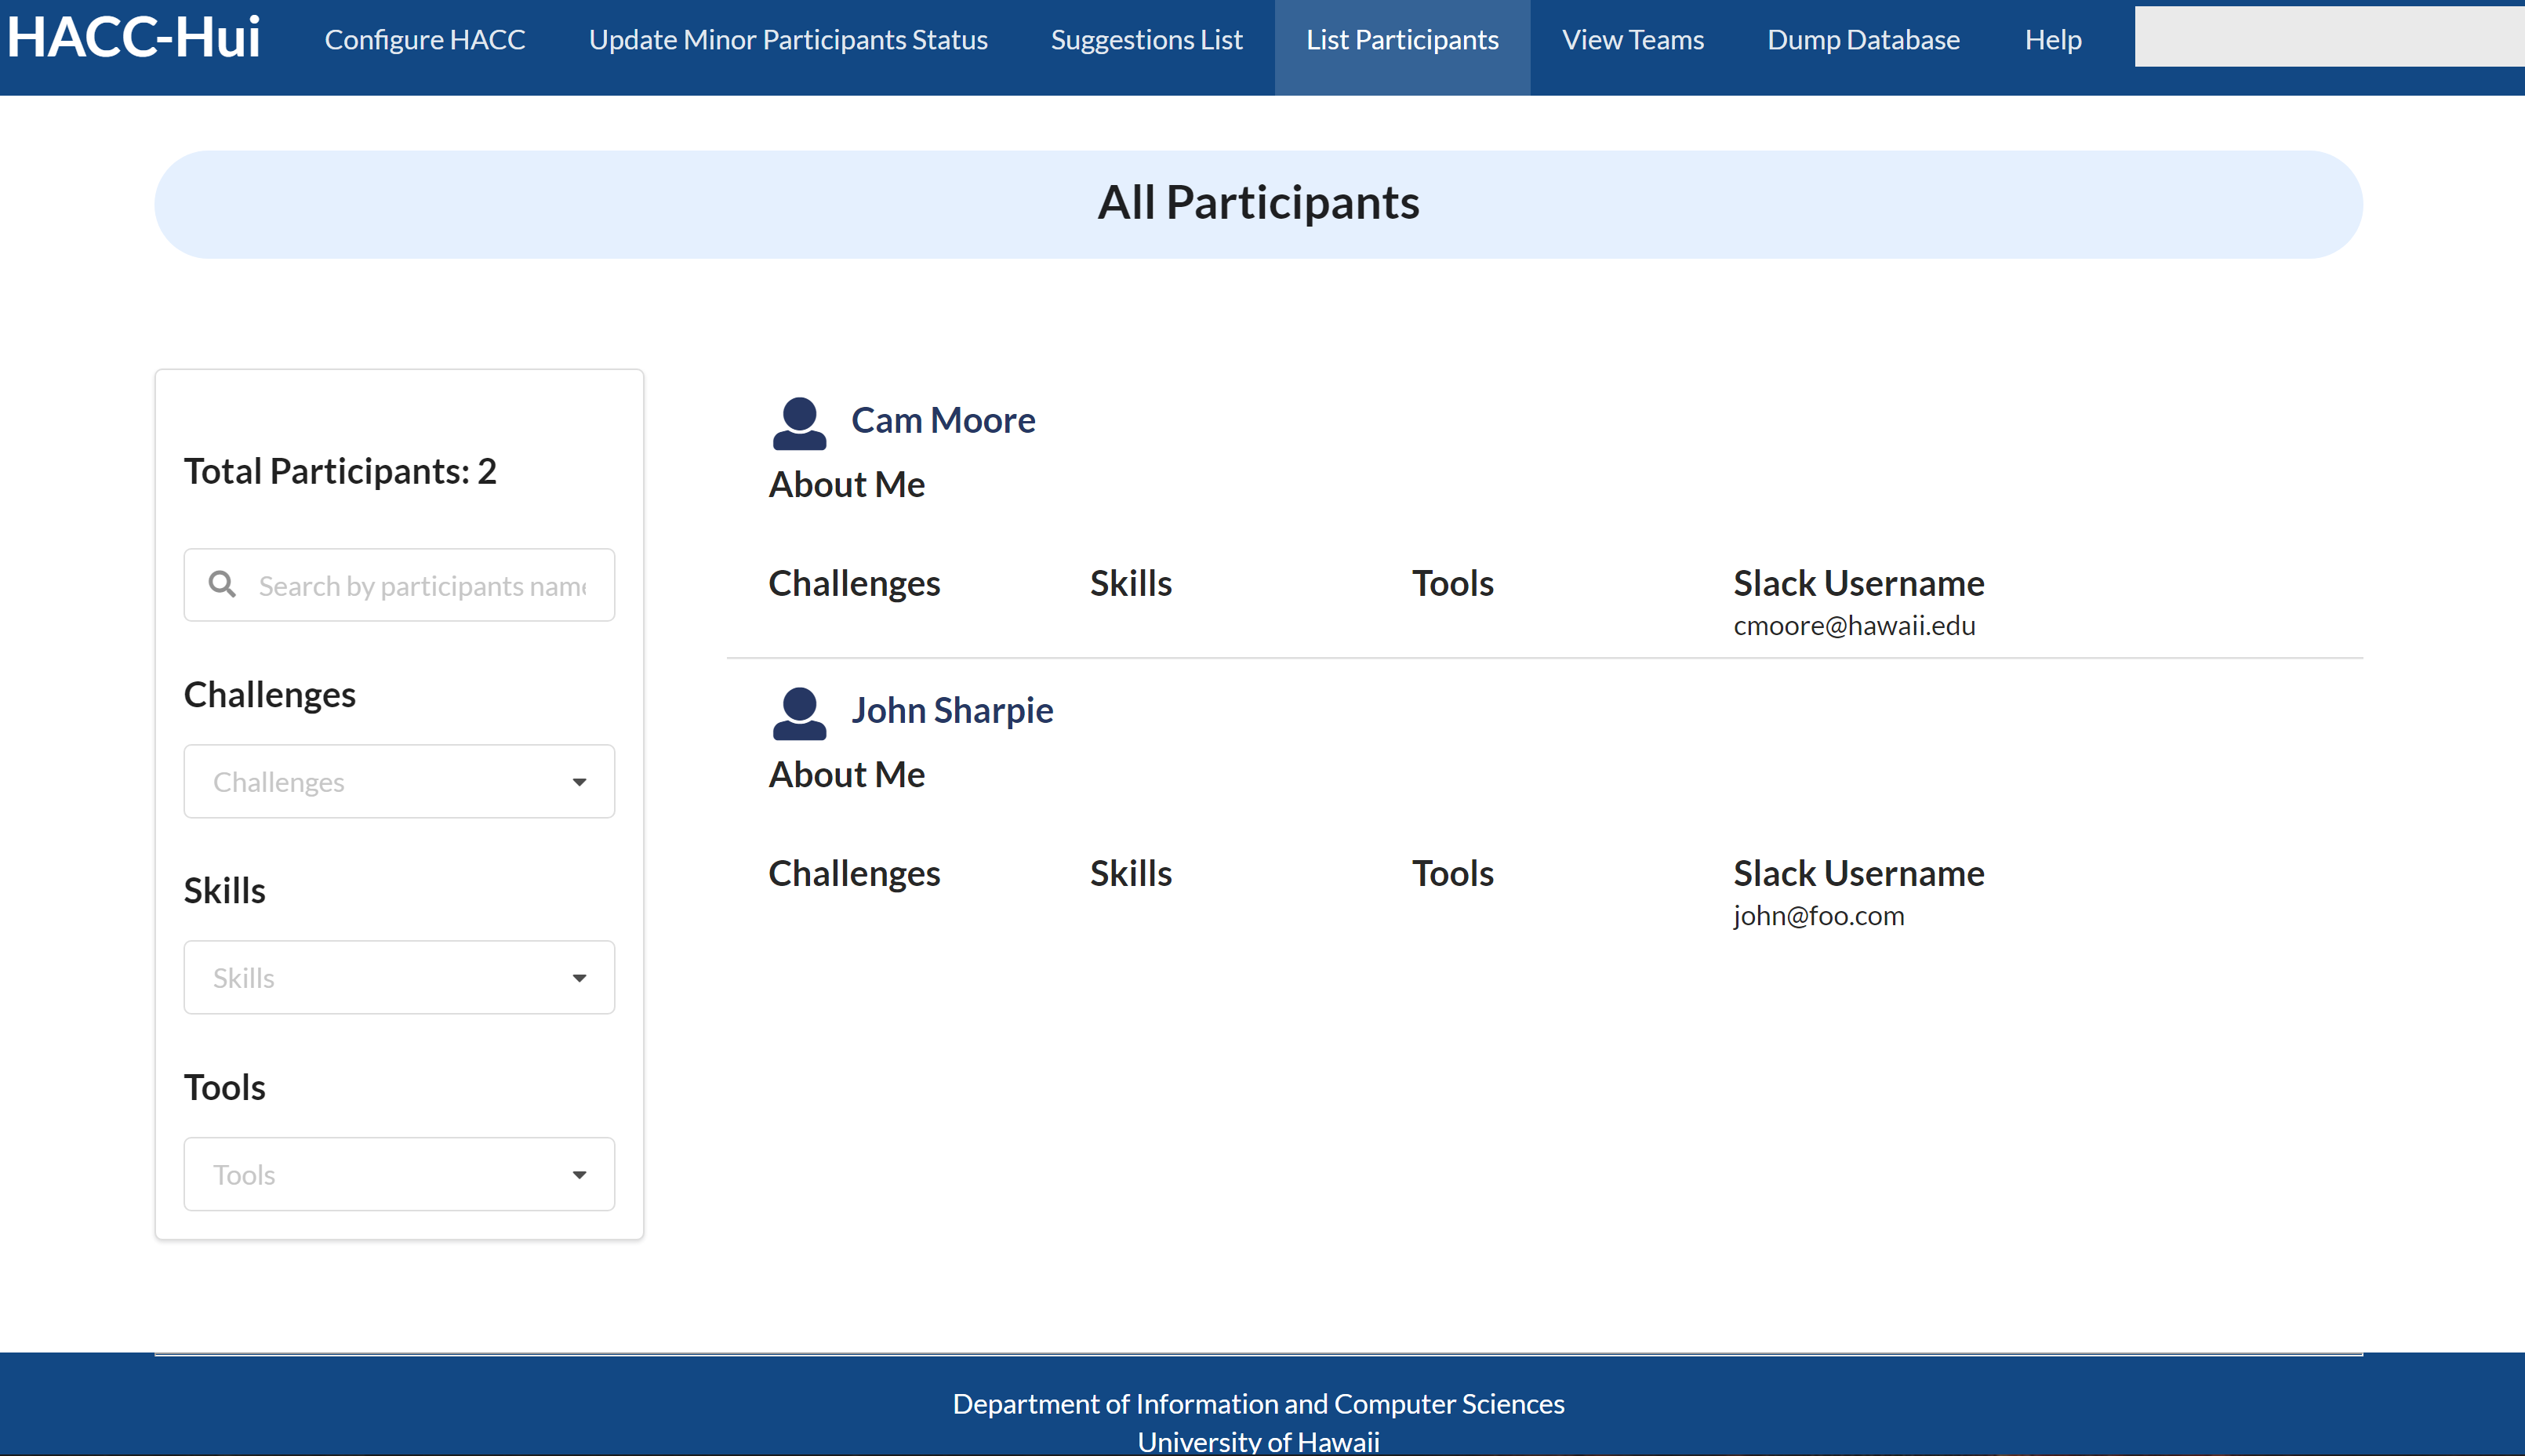 HACC-Hui Configure HACC Update Minor Participants Status Suggestions List List Participants View Teams Dump Database Help
All Participants
Total Participants: 2
Search by participants name
Challenges
Challenges
Skills
Skills
Tools
Tools
Cam Moore
About Me
Challenges Skills Tools Slack Username
cmoore@hawaii.edu
John Sharpie
About Me
Challenges Skills Tools Slack Username
john@foo.com
Department of Information and Computer Sciences
University of Hawaii